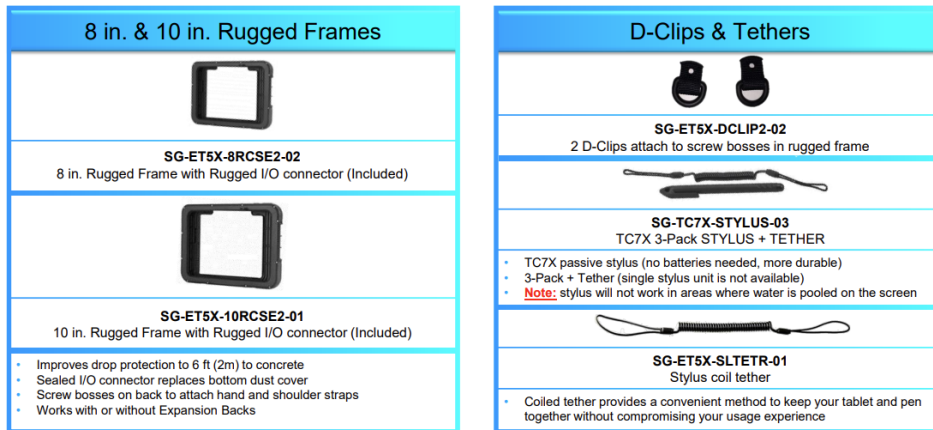 8 in. & 10 in. Rugged Frames
SG-ET5X-8RCSE2-02
8 in. Rugged Frame with Rugged I/O connector (Included)
SG-ET5X-10RCSE2-01
10 in. Rugged Frame with Rugged I/O connector (Included)
• Improves drop protection to 6 ft (2m) to concrete
• Sealed I/O connector replaces bottom dust cover
• Screw bosses on back to attach hand and shoulder straps
• Works with or without Expansion Backs
D-Clips & Tethers
SG-ET5X-DCLIP2-02
2 D-Clips attach to screw bosses in rugged frame
SG-TC7X-STYLUS-03
TC7X 3-Pack STYLUS + TETHER
• TC7X passive stylus (no batteries needed, more durable)
• 3-Pack + Tether (single stylus unit is not available)
• Note: stylus will not work in areas where water is pooled on the screen
SG-ET5X-SLTETR-01
Stylus coil tether
• Coiled tether provides a convenient method to keep your tablet and pen
together without compromising your usage experience